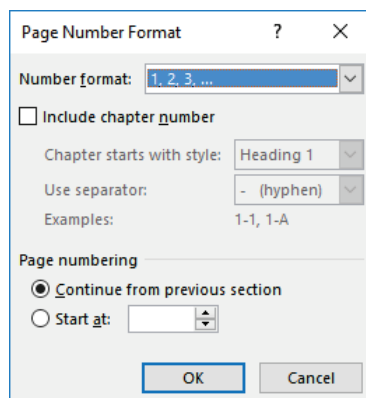 Page Number Format ? ×
Number format: 1, 2, 3, ...
Include chapter number
Chapter starts with style: Heading 1
Use separator: - (hyphen)
Examples: 1-1, 1-A
Page numbering
Continue from previous section
Start at:
OK Cancel